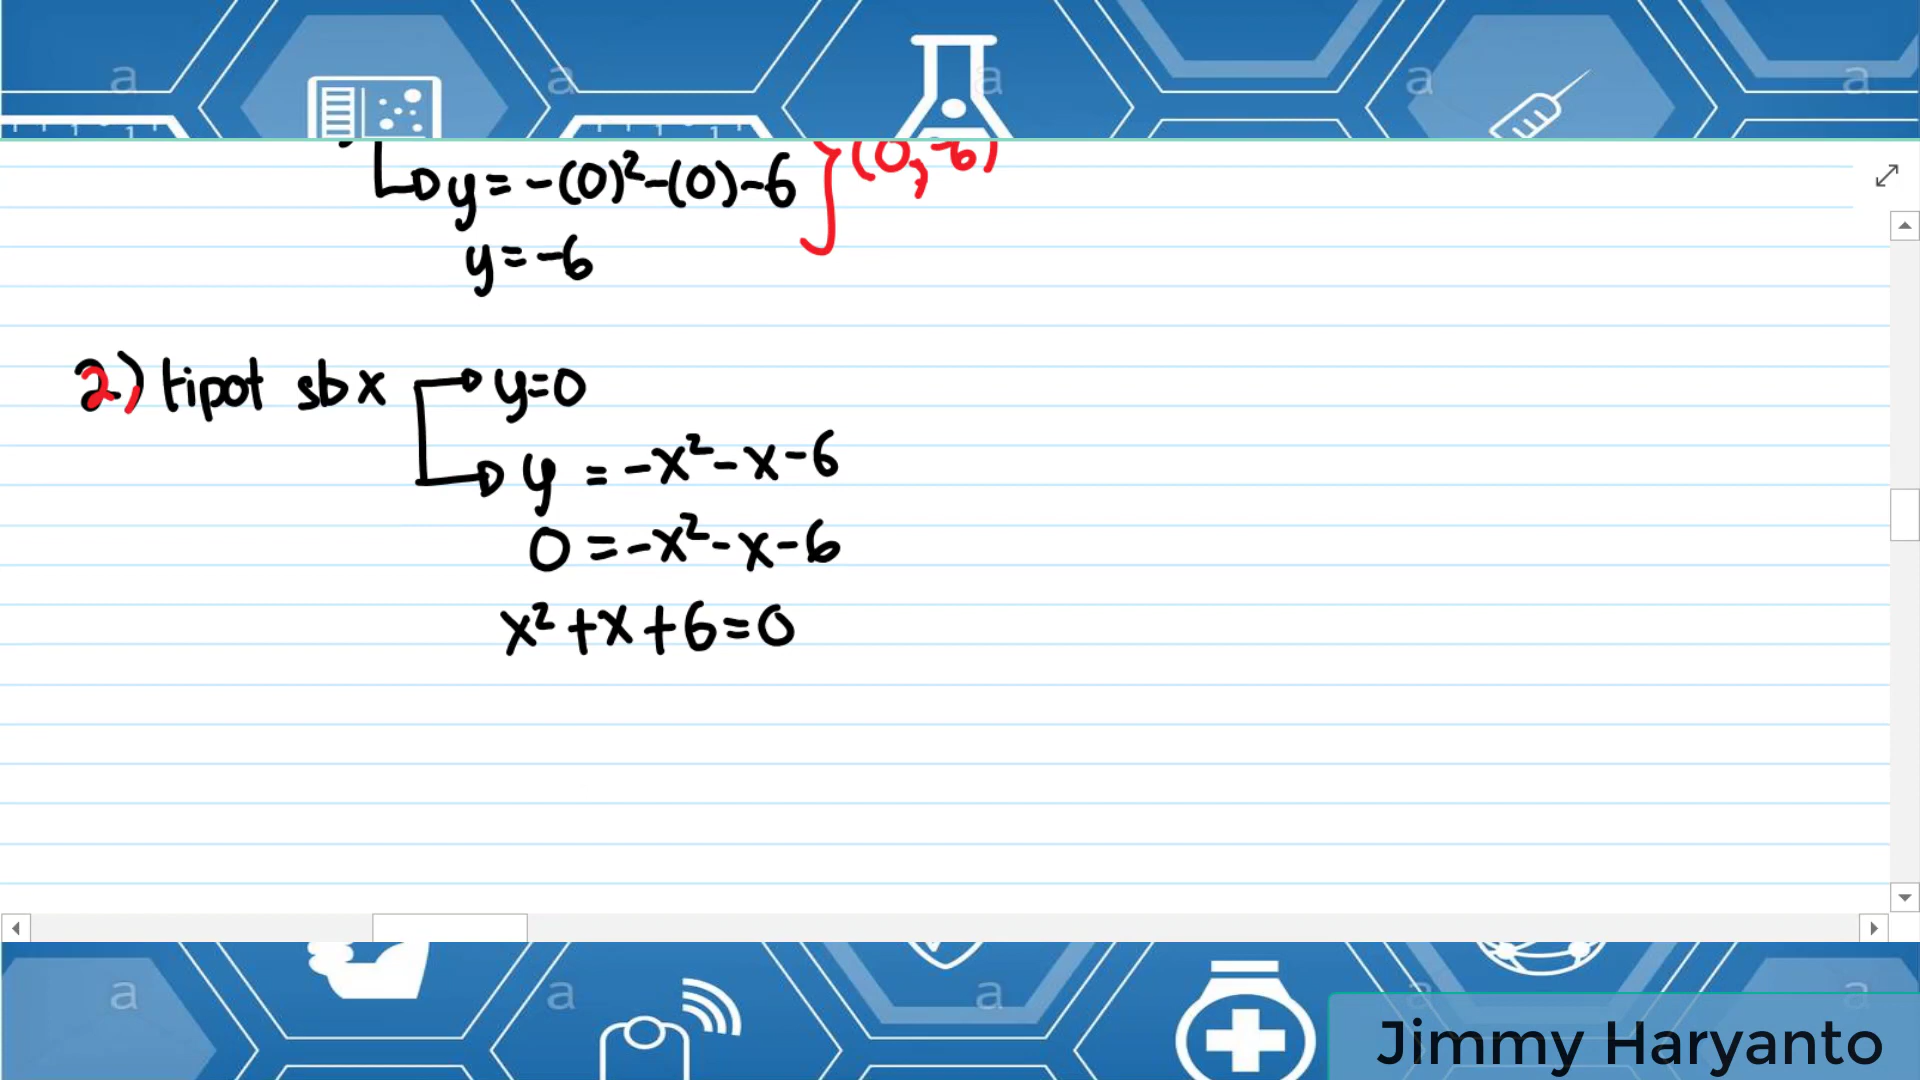 a a a a a
(0,-6)
y = -(0)²-(0)-6
y = -6
2) tipot sb x → y=0
y = -x²-x-6
0 = -x²-x-6
x²+x+6=0
a a a a a
Jimmy Haryanto